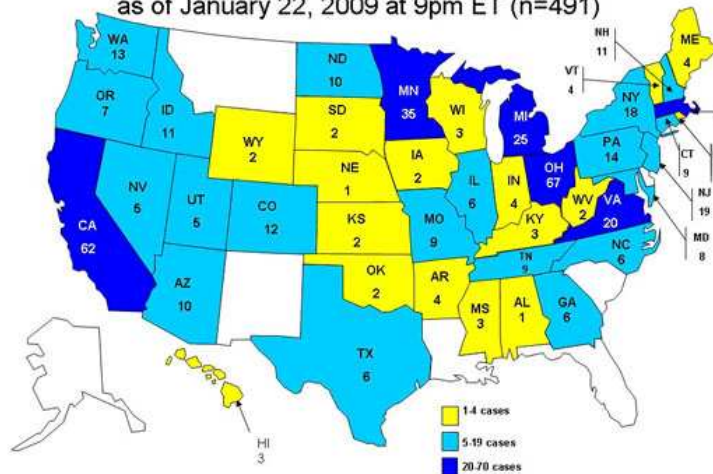 as of January 22, 2009 at 9pm ET (n=491)
WA
13
OR
7
ID
11
ND
10
MN
35
SD
2
WY
2
WI
3
MI
25
NH
11
VT
4
ME
4
NY
18
PA
14
CT
9
NJ
19
MD
8
CA
62
NV
UT
CO
12
NE
1
KS
2
IA
2
IL
6
IN
4
OH
67
WV
2
VA
20
MO
9
KY
3
TN
9
NC
6
AZ
10
OK
2
AR
4
MS
3
AL
1
GA
6
TX
6
HI
3
1-4 cases
5-19 cases
20-70 cases